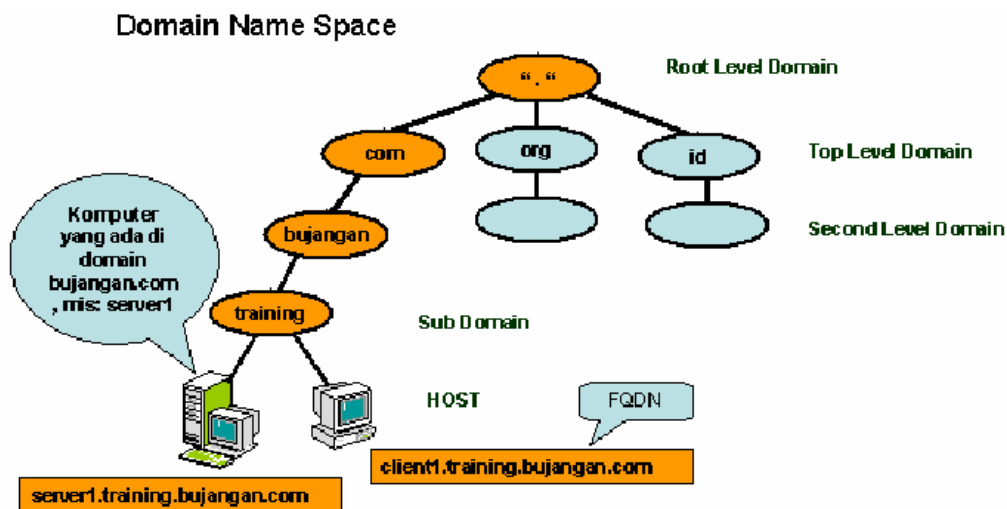 Domain Name Space
" . "
Root Level Domain
com
org
id
Top Level Domain
Komputer
yang ada di
domain
bujangan.com
, mis: server1
bujangan
Second Level Domain
training
Sub Domain
HOST
FQDN
client1.training.bujangan.com
server1.training.bujangan.com